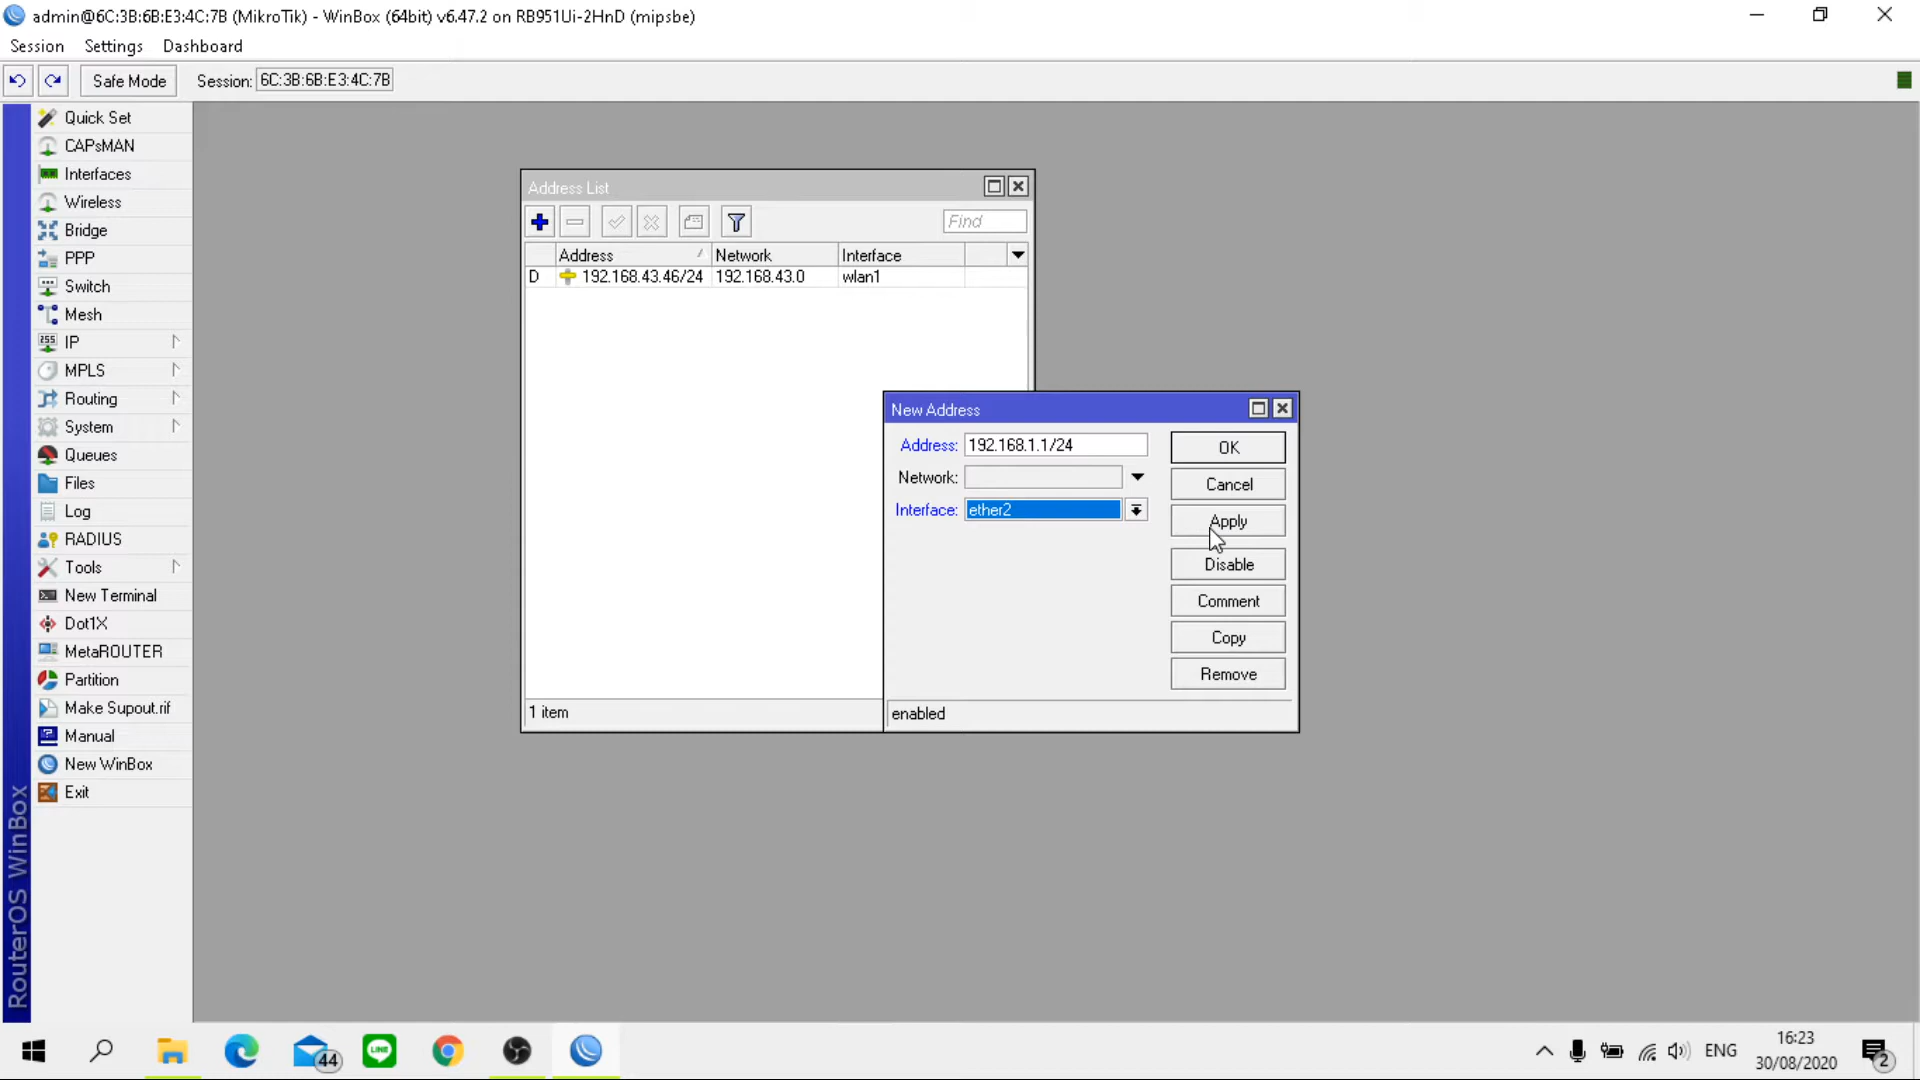 admin@6C:3B:6B:E3:4C:7B (MikroTik) - WinBox (64bit) v6.47.2 on RB951Ui-2HnD (mipsbe)
Session Settings Dashboard
Safe Mode Session: 6C:3B:6B:E3:4C:7B
Quick Set
CAPsMAN
Interfaces
Wireless
Bridge
PPP
Switch
Mesh
255 IP
MPLS
Routing
System
Queues
Files
Log
RADIUS
Tools
New Terminal
Dot1X
MetaROUTER
Partition
Make Supout.rif
Manual
New WinBox
Exit
RouterOS WinBox
Address List
Find
Address Network Interface
D 192.168.43.46/24 192.168.43.0 wlan1
1 item
New Address
Address: 192.168.1.1/24
Network:
Interface: ether2
OK
Cancel
Apply
Disable
Comment
Copy
Remove
enabled
44
LINE
ENG
16:23
30/08/2020
2